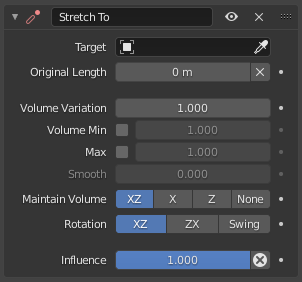 Stretch To
Target
Original Length 0 m
Volume Variation 1.000
Volume Min 1.000
Max 1.000
Smooth 0.000
Maintain Volume XZ X Z None
Rotation XZ ZX Swing
Influence 1.000